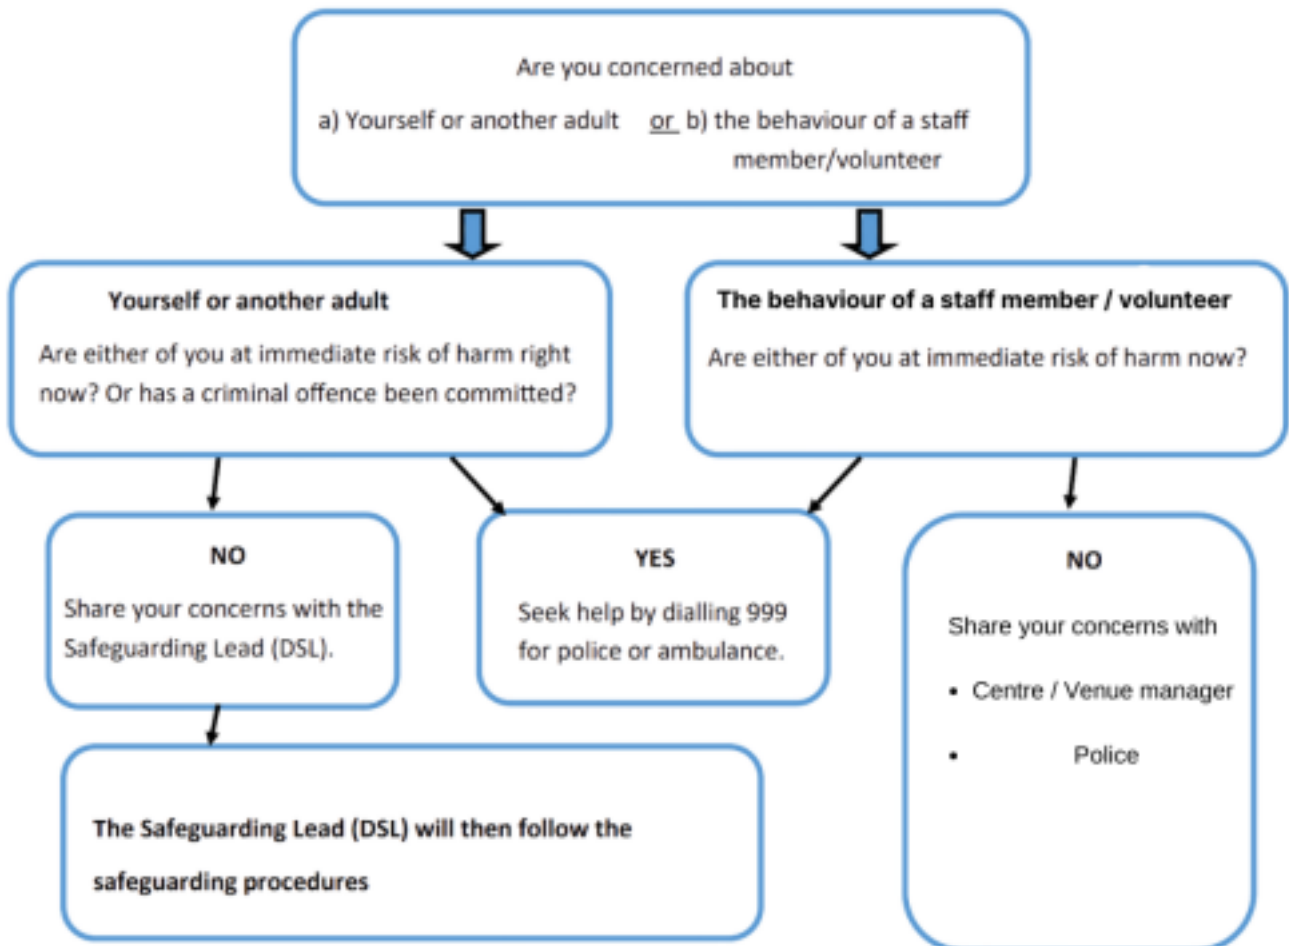 Are you concerned about
a) Yourself or another adult or b) the behaviour of a staff
member/volunteer
Yourself or another adult
Are either of you at immediate risk of harm right
now? Or has a criminal offence been committed?
The behaviour of a staff member / volunteer
Are either of you at immediate risk of harm now?
NO
Share your concerns with the
Safeguarding Lead (DSL).
YES
Seek help by dialling 999
for police or ambulance.
NO
Share your concerns with
• Centre / Venue manager
• Police
The Safeguarding Lead (DSL) will then follow the
safeguarding procedures